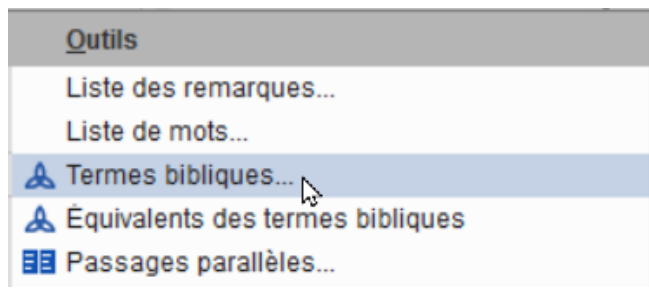 Outils
Liste des remarques...
Liste de mots...
Termes bibliques...
Équivalents des termes bibliques
Passages parallèles...